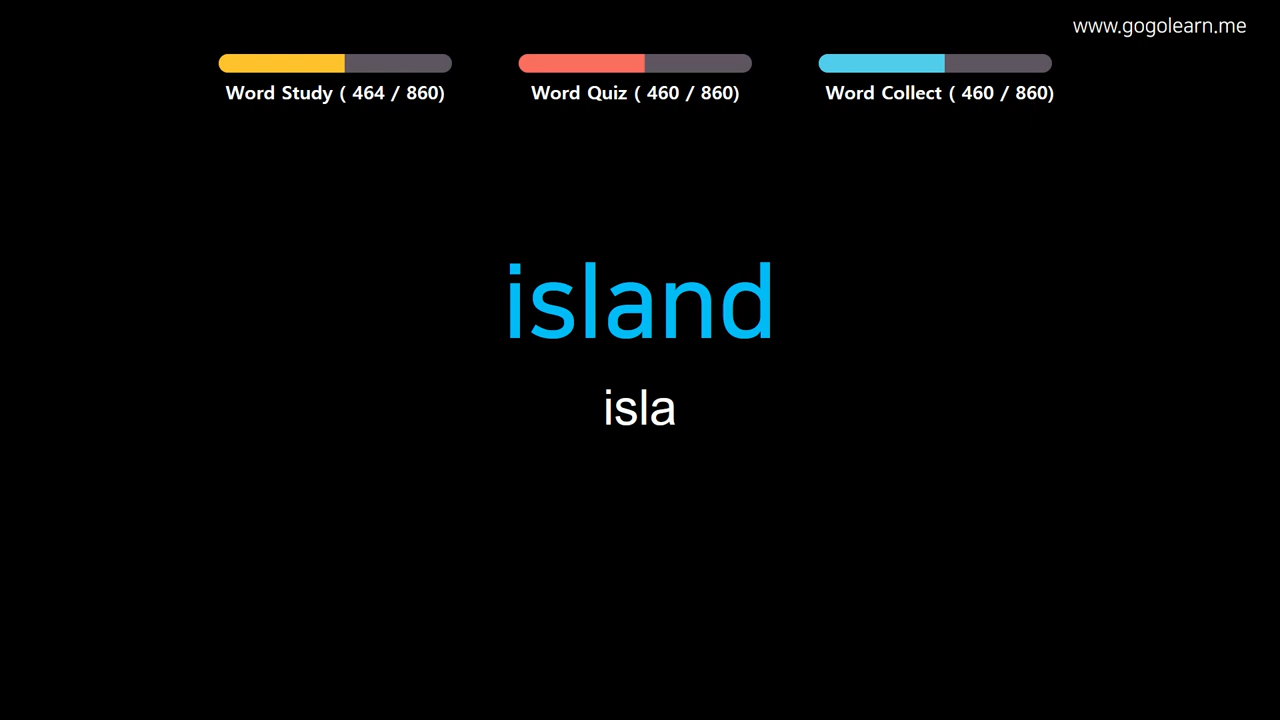 www.gogolearn.me
Word Study ( 464 / 860)
Word Quiz ( 460 / 860)
Word Collect ( 460 / 860)
island
isla